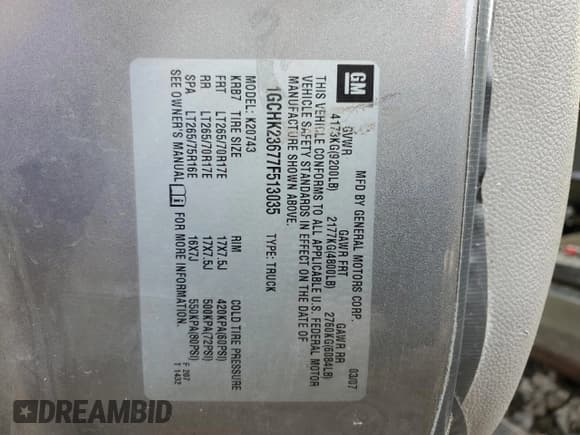 GM
MFD BY GENERAL MOTORS CORP.
03/07
GVWR GAWR FRT GAWR RR
4173KG(9200LB) 2177KG(4800LB) 2760KG(6084LB)
THIS VEHICLE CONFORMS TO ALL APPLICABLE U.S. FEDERAL MOTOR
VEHICLE SAFETY STANDARDS IN EFFECT ON THE DATE OF
MANUFACTURE SHOWN ABOVE.
1GCHK23677F513035 TYPE: TRUCK
MODEL: K20743
KRB7 TIRE SIZE RIM COLD TIRE PRESSURE
FRT LT265/70R17E 17X7.5J 420KPA(60PSI)
RR LT265/70R17E 17X7.5J 500KPA(72PSI)
SPA LT265/75R16E 16X7J 550KPA(80PSI)
SEE OWNER'S MANUAL FOR MORE INFORMATION.
F 207
T 1432
DREAMBID